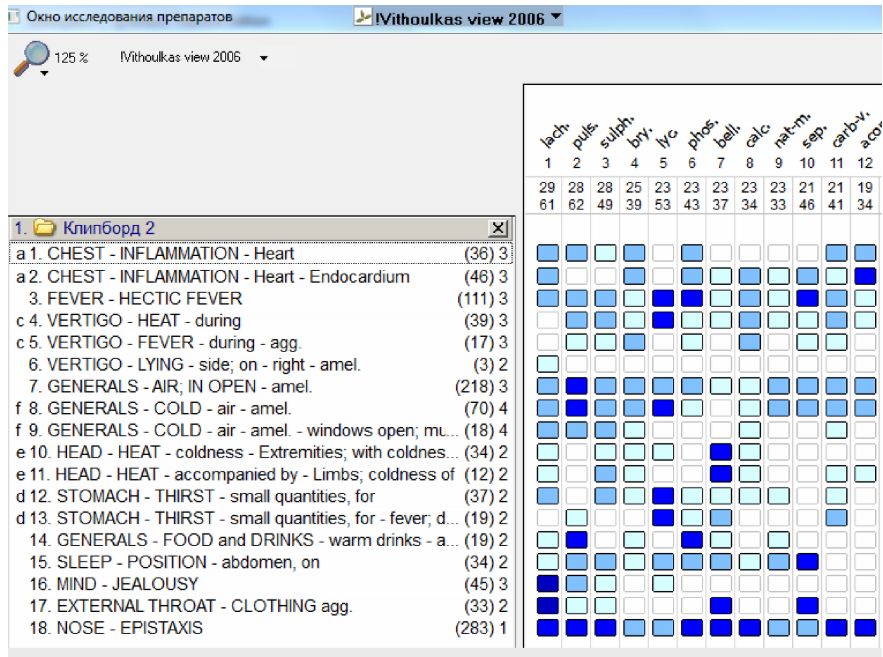 Окно исследования препаратов
!Vithoulkas view 2006
125 %
!Vithoulkas view 2006
lach. puls. sulph. bry. lyc. phos. bell. calc. nat-m. sep. carb-v. acon
1 2 3 4 5 6 7 8 9 10 11 12
29 28 28 25 23 23 23 23 23 21 21 19
61 62 49 39 53 43 37 34 33 46 41 34
1. Клипборд 2 X
a 1. CHEST - INFLAMMATION - Heart (36) 3
a 2. CHEST - INFLAMMATION - Heart - Endocardium (46) 3
3. FEVER - HECTIC FEVER (111) 3
c 4. VERTIGO - HEAT - during (39) 3
c 5. VERTIGO - FEVER - during - agg. (17) 3
6. VERTIGO - LYING - side; on - right - amel. (3) 2
7. GENERALS - AIR; IN OPEN - amel. (218) 3
f 8. GENERALS - COLD - air - amel. (70) 4
f 9. GENERALS - COLD - air - amel. - windows open; mu... (18) 4
e 10. HEAD - HEAT - coldness - Extremities; with coldnes... (34) 2
e 11. HEAD - HEAT - accompanied by - Limbs; coldness of (12) 2
d 12. STOMACH - THIRST - small quantities, for (37) 2
d 13. STOMACH - THIRST - small quantities, for - fever; d... (19) 2
14. GENERALS - FOOD and DRINKS - warm drinks - a... (19) 2
15. SLEEP - POSITION - abdomen, on (34) 2
16. MIND - JEALOUSY (45) 3
17. EXTERNAL THROAT - CLOTHING agg. (33) 2
18. NOSE - EPISTAXIS (283) 1